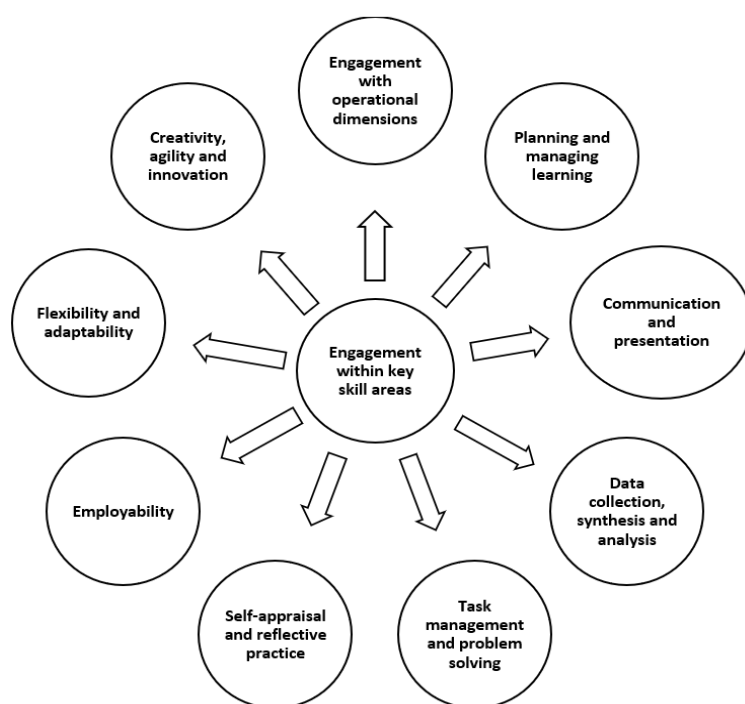 Engagement
with
operational
dimensions
Planning and
managing
learning
Communication
and
presentation
Data
collection,
synthesis and
analysis
Task
management
and problem
solving
Self-appraisal
and reflective
practice
Employability
Flexibility and
adaptability
Creativity,
agility and
innovation
Engagement
within key
skill areas